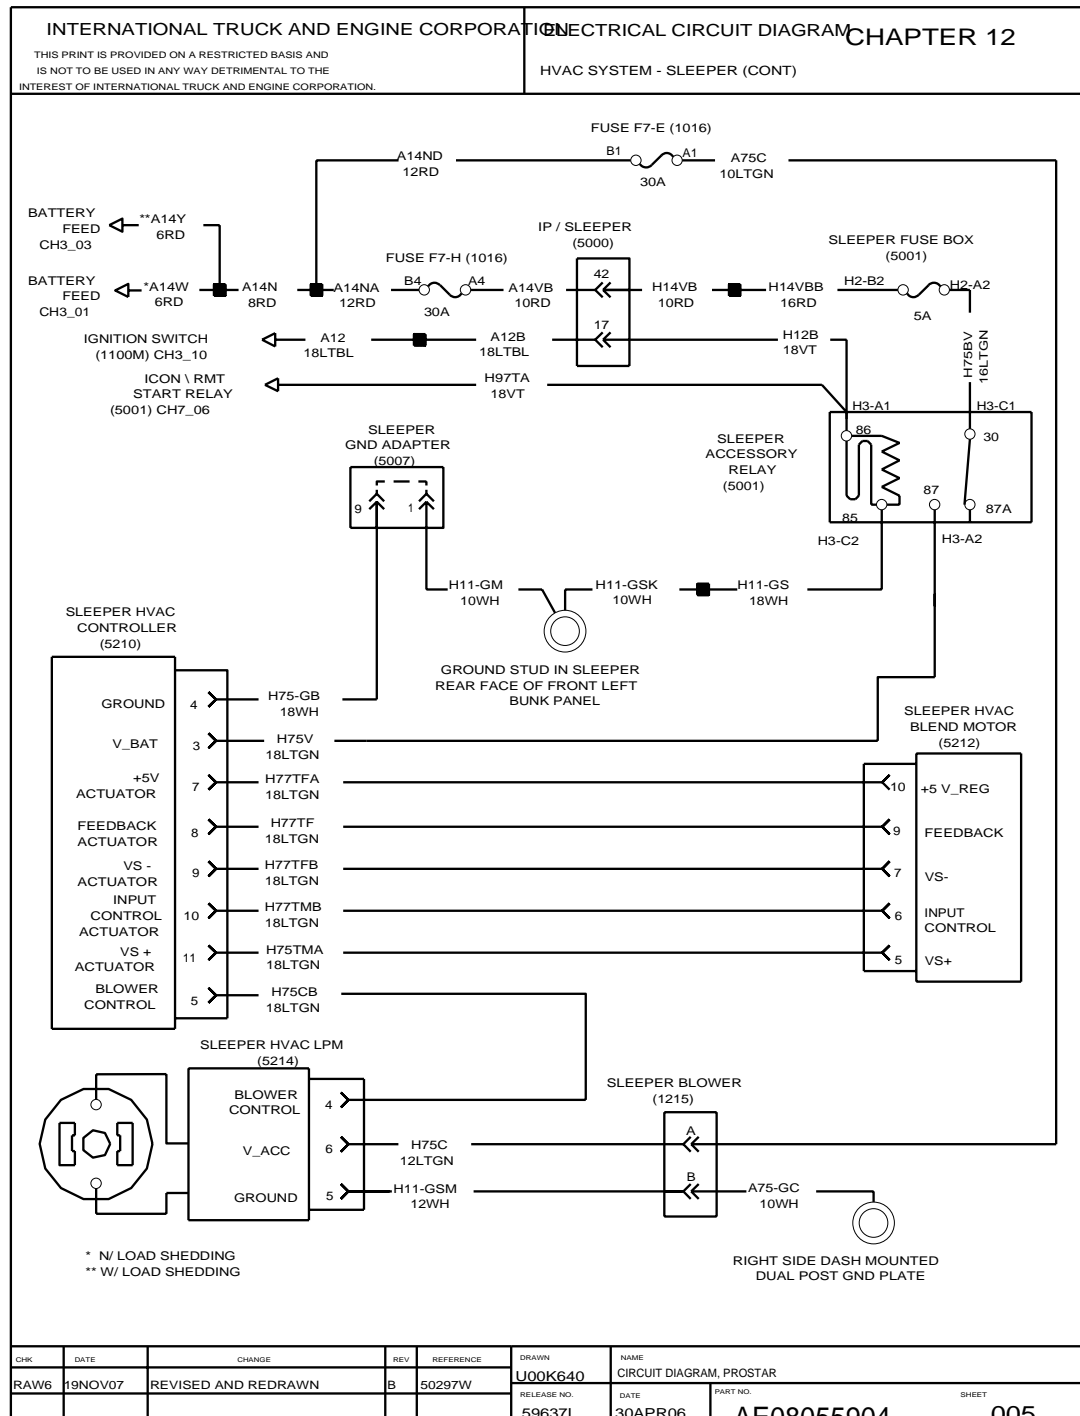 INTERNATIONAL TRUCK AND ENGINE CORPORATION
ELECTRICAL CIRCUIT DIAGRAM
CHAPTER 12
THIS PRINT IS PROVIDED ON A RESTRICTED BASIS AND
IS NOT TO BE USED IN ANY WAY DETRIMENTAL TO THE
INTEREST OF INTERNATIONAL TRUCK AND ENGINE CORPORATION.
HVAC SYSTEM - SLEEPER (CONT)
FUSE F7-E (1016)
A14ND
12RD
B1
A1
30A
A75C
10LTGN
BATTERY
FEED
CH3_03
**A14Y
6RD
IP / SLEEPER
(5000)
SLEEPER FUSE BOX
(5001)
FUSE F7-H (1016)
BATTERY
FEED
CH3_01
*A14W
6RD
A14N
8RD
A14NA
12RD
B4
A4
30A
A14VB
10RD
42
H14VB
10RD
H14VBB
16RD
H2-B2
H2-A2
5A
IGNITION SWITCH
(1100M) CH3_10
A12
18LTBL
A12B
18LTBL
17
H12B
18VT
H75BV
16LTGN
ICON \ RMT
START RELAY
(5001) CH7_06
H97TA
18VT
H3-A1
H3-C1
SLEEPER
GND ADAPTER
(5007)
9
1
SLEEPER
ACCESSORY
RELAY
(5001)
86
30
87
85
87A
H3-C2
H3-A2
H11-GM
10WH
H11-GSK
10WH
H11-GS
18WH
GROUND STUD IN SLEEPER
REAR FACE OF FRONT LEFT
BUNK PANEL
SLEEPER HVAC
CONTROLLER
(5210)
SLEEPER HVAC
BLEND MOTOR
(5212)
GROUND
4
H75-GB
18WH
V_BAT
3
H75V
18LTGN
+5V
ACTUATOR
7
H77TFA
18LTGN
10
+5 V_REG
FEEDBACK
ACTUATOR
8
H77TF
18LTGN
9
FEEDBACK
VS -
ACTUATOR
9
H77TFB
18LTGN
7
VS-
INPUT
CONTROL
ACTUATOR
10
H77TMB
18LTGN
6
INPUT
CONTROL
VS +
ACTUATOR
11
H75TMA
18LTGN
5
VS+
BLOWER
CONTROL
5
H75CB
18LTGN
SLEEPER HVAC LPM
(5214)
SLEEPER BLOWER
(1215)
BLOWER
CONTROL
4
V_ACC
6
H75C
12LTGN
A
GROUND
5
H11-GSM
12WH
B
A75-GC
10WH
RIGHT SIDE DASH MOUNTED
DUAL POST GND PLATE
* N/ LOAD SHEDDING
** W/ LOAD SHEDDING
CHK DATE CHANGE REV REFERENCE
RAW6 19NOV07 REVISED AND REDRAWN B 50297W
DRAWN
U00K640
NAME
CIRCUIT DIAGRAM, PROSTAR
RELEASE NO.
59637L
DATE
30APR06
PART NO.
AE08055904
SHEET
005